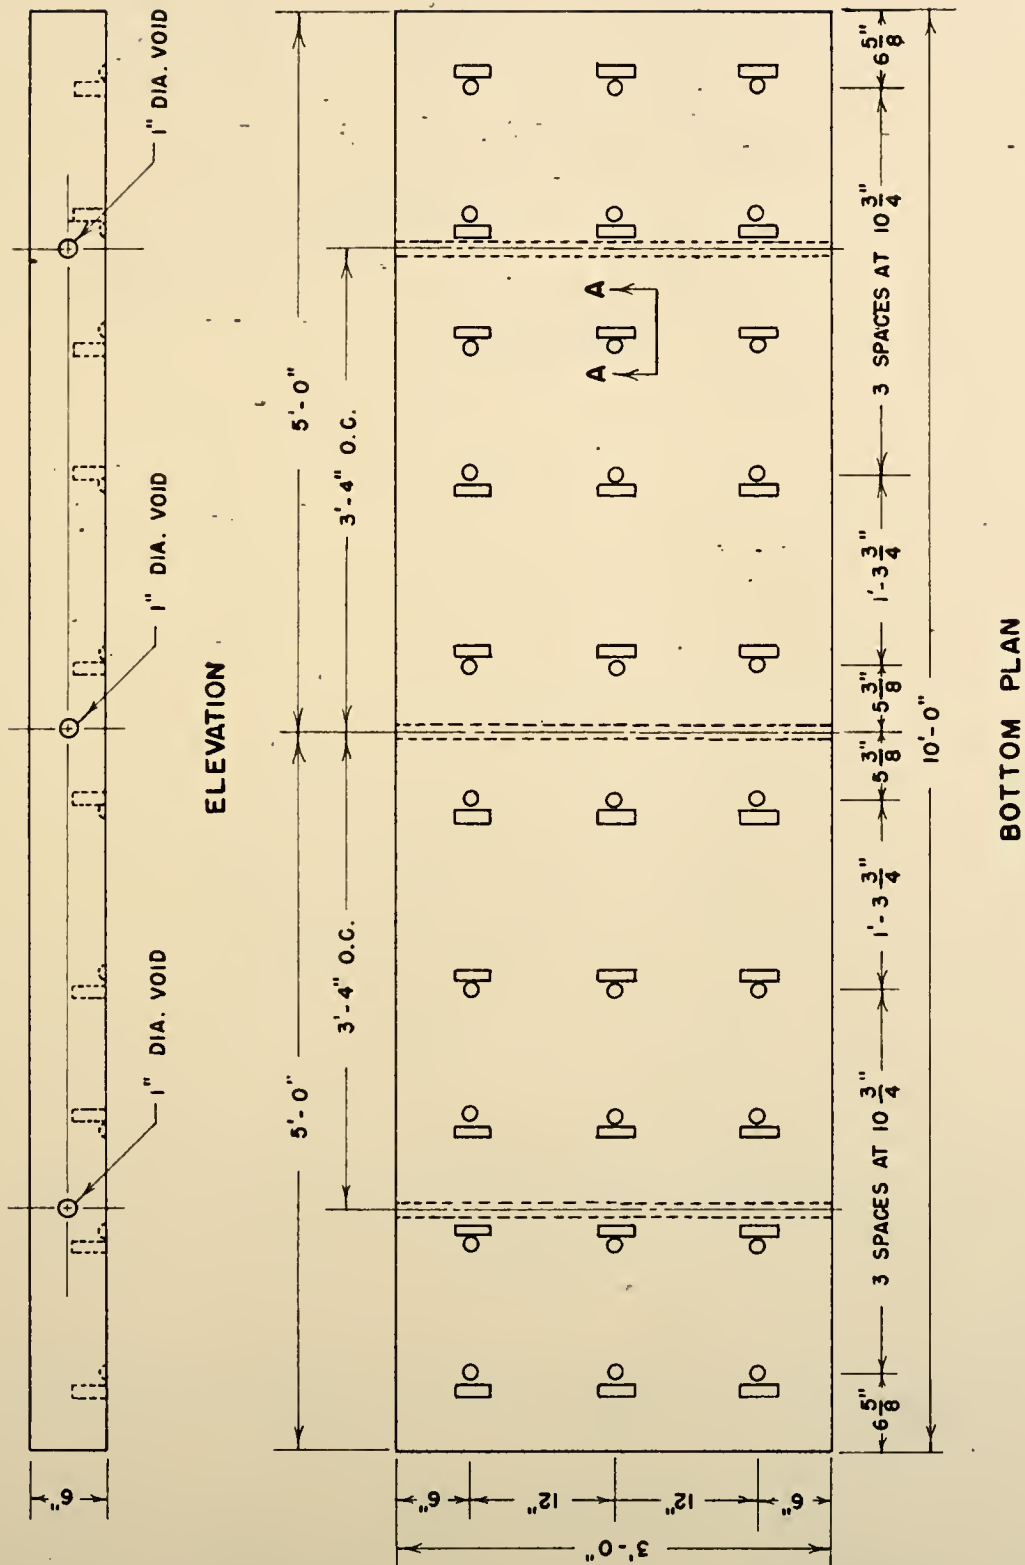 6"
1" DIA. VOID
1" DIA. VOID
1" DIA. VOID
ELEVATION
5'-0"
5'-0"
3'-4" O.C.
3'-4" O.C.
6"
12"
12"
6"
3'-0"
A
A
6 5/8"
3 SPACES AT 10 3/4"
1'-3 3/4"
5 3/8"
5 3/8"
1'-3 3/4"
3 SPACES AT 10 3/4"
6 5/8"
10'-0"
BOTTOM PLAN